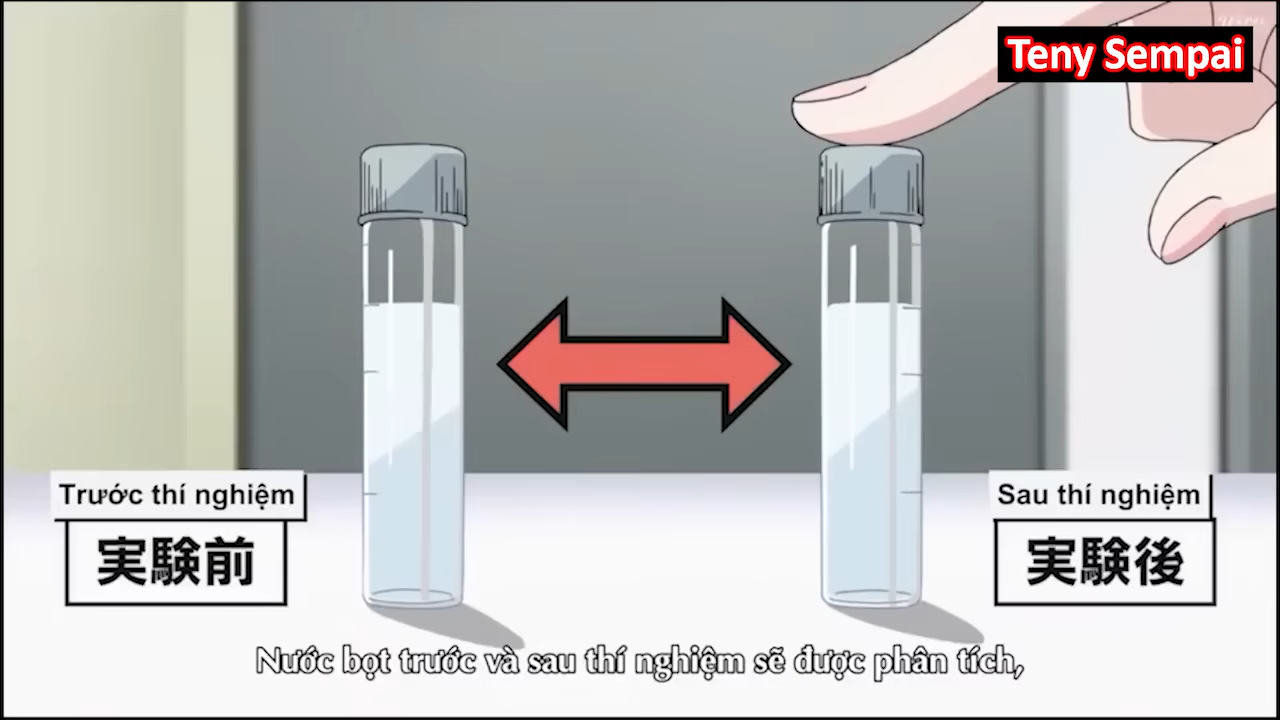 Teny Sempai
Trước thí nghiệm
実験前
Sau thí nghiệm
実験後
Nước bọt trước và sau thí nghiệm sẽ được phân tích,